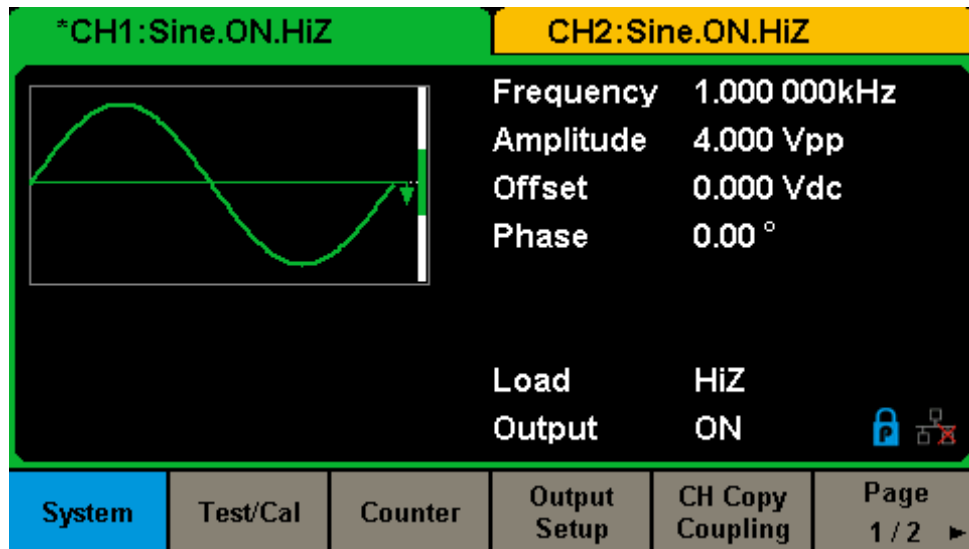 *CH1:Sine.ON.HiZ
CH2:Sine.ON.HiZ
Frequency 1.000 000kHz
Amplitude 4.000 Vpp
Offset 0.000 Vdc
Phase 0.00 °
Load HiZ
Output ON
P
System
Test/Cal
Counter
Output
Setup
CH Copy
Coupling
Page
1 / 2 ►